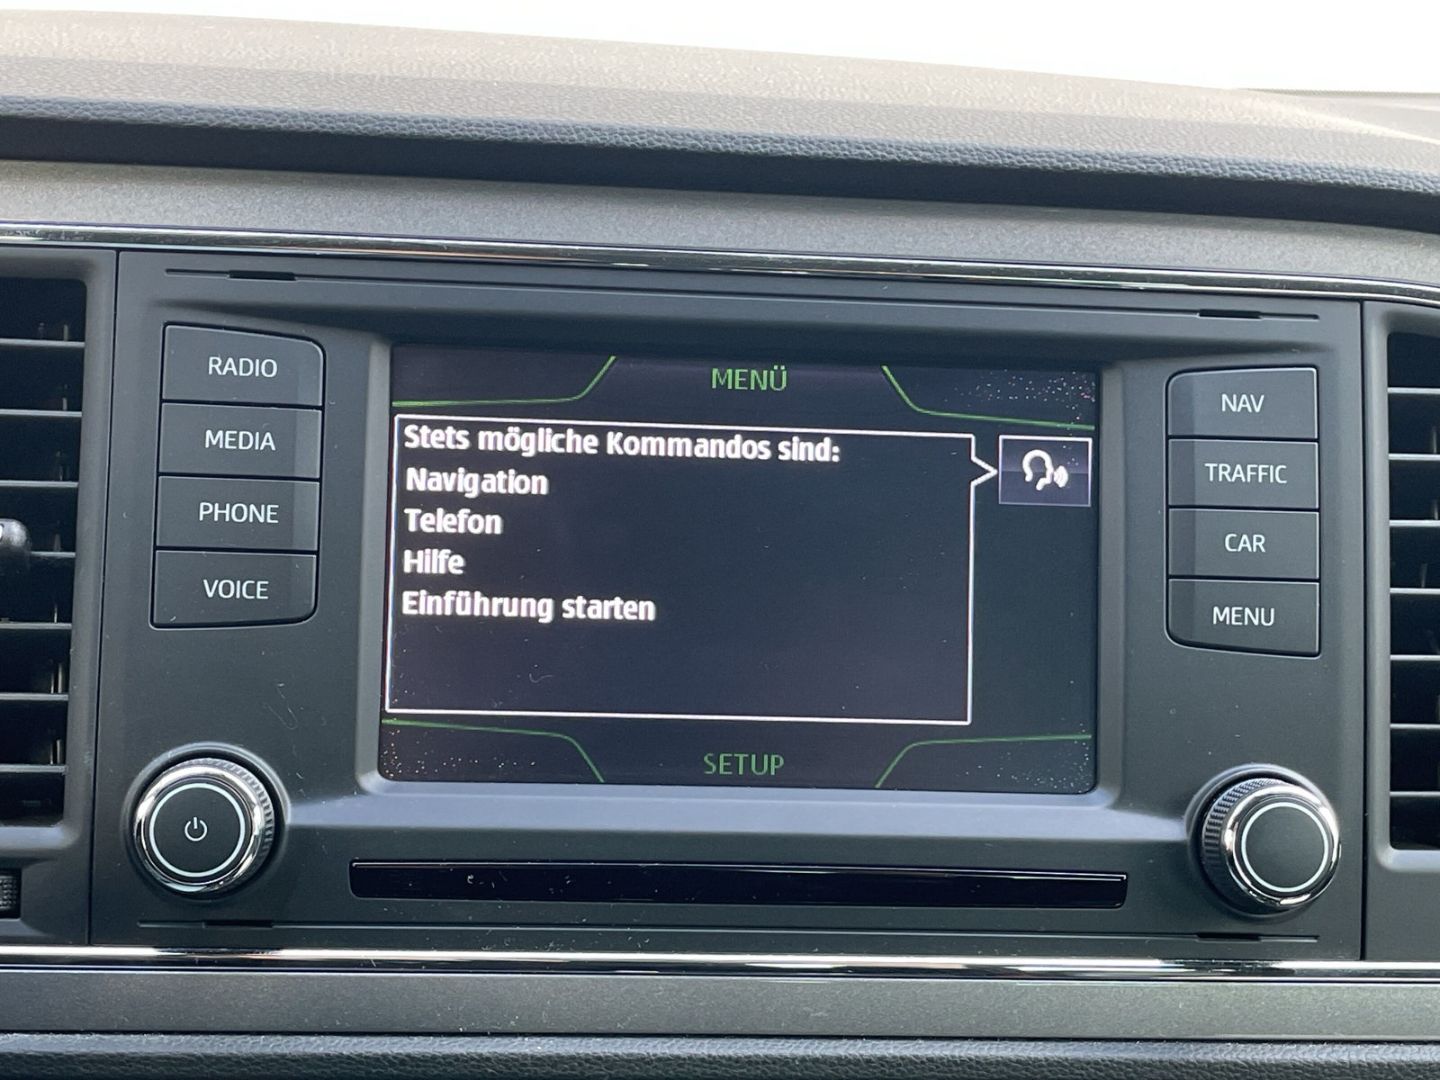 RADIO
MEDIA
PHONE
VOICE
MENÜ
Stets mögliche Kommandos sind:
Navigation
Telefon
Hilfe
Einführung starten
SETUP
NAV
TRAFFIC
CAR
MENU